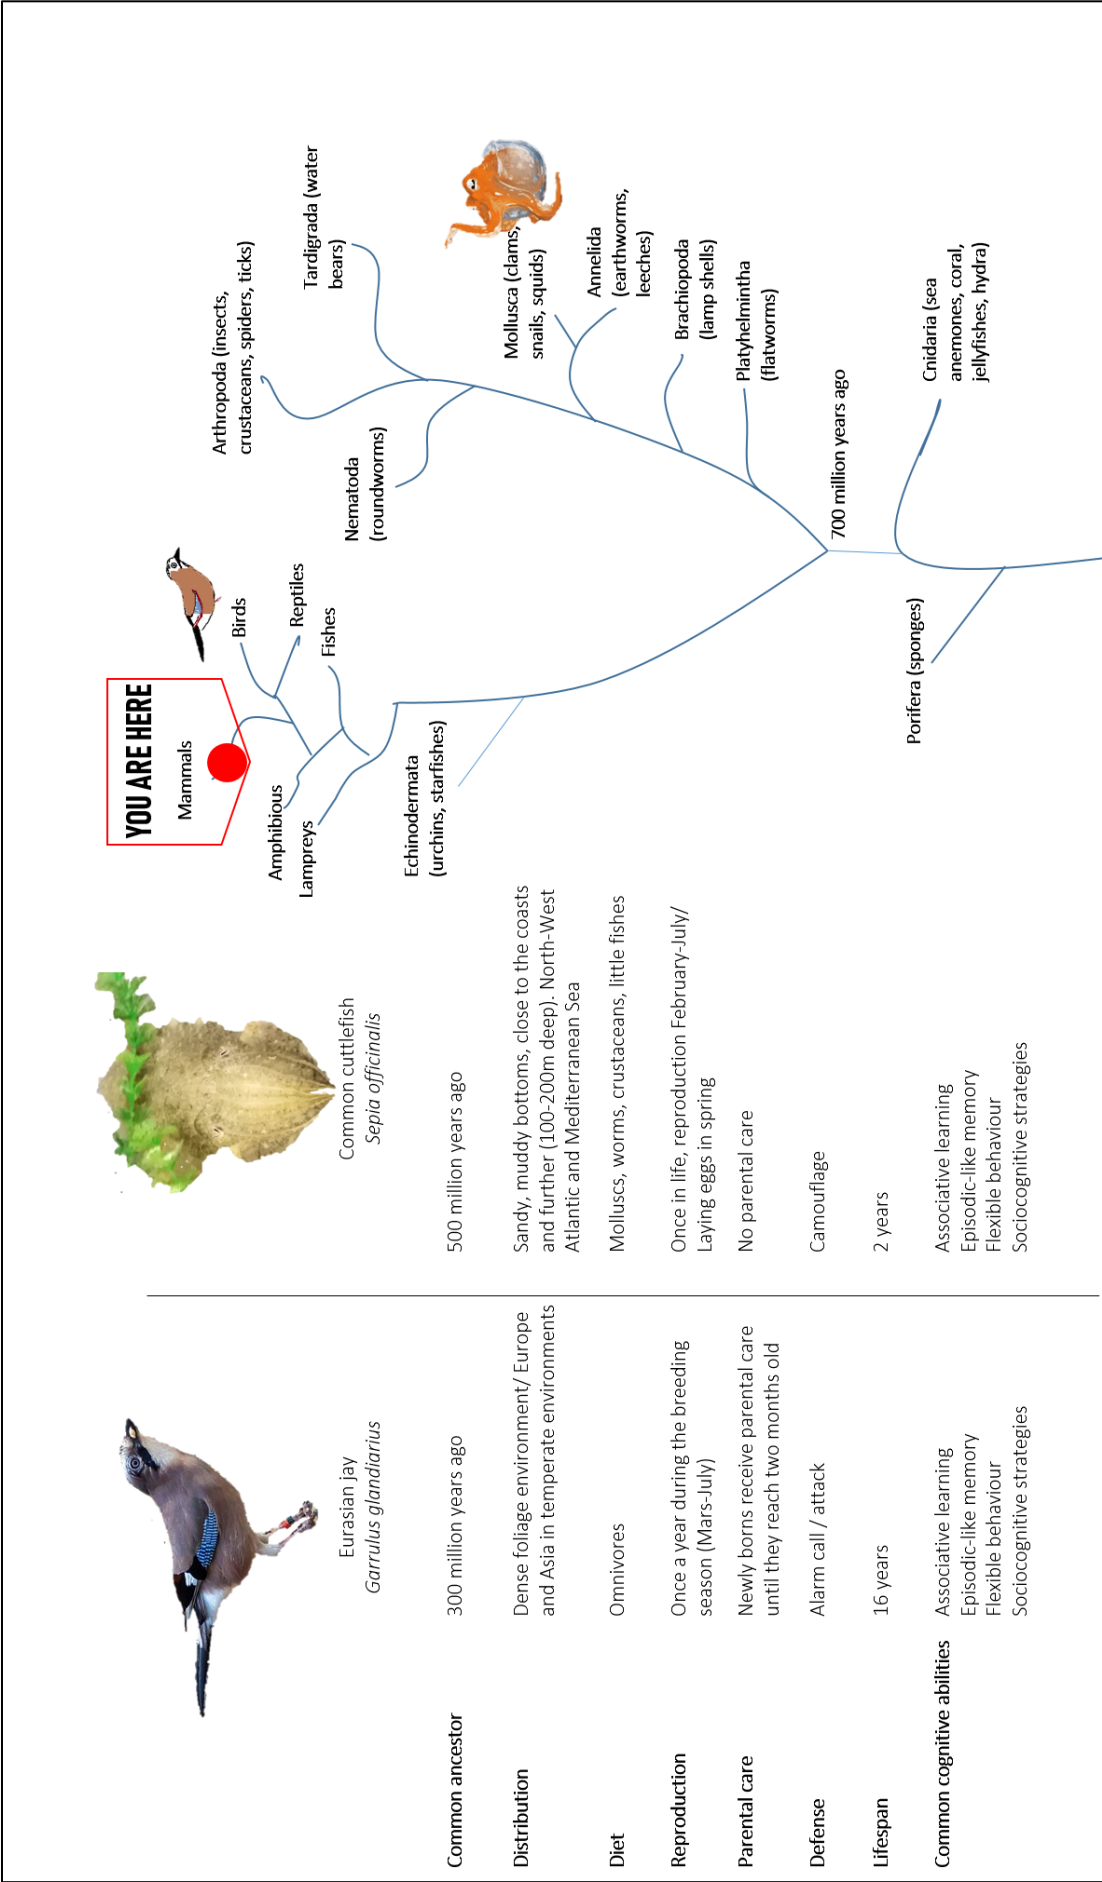 Eurasian jay
Garrulus glandiarius
Common cuttlefish
Sepia officinalis
Common ancestor
300 million years ago
500 million years ago
Distribution
Dense foliage environment/ Europe
and Asia in temperate environments
Sandy, muddy bottoms, close to the coasts
and further (100-200m deep). North-West
Atlantic and Mediterranean Sea
Diet
Omnivores
Molluscs, worms, crustaceans, little fishes
Reproduction
Once a year during the breeding
season (Mars-July)
Once in life, reproduction February-July/
Laying eggs in spring
Parental care
Newly borns receive parental care
until they reach two months old
No parental care
Defense
Alarm call / attack
Camouflage
Lifespan
16 years
2 years
Common cognitive abilities
Associative learning
Episodic-like memory
Flexible behaviour
Sociocognitive strategies
Associative learning
Episodic-like memory
Flexible behaviour
Sociocognitive strategies
YOU ARE HERE
Mammals
Birds
Reptiles
Fishes
Amphibious
Lampreys
Echinodermata
(urchins, starfishes)
Arthropoda (insects,
crustaceans, spiders, ticks)
Tardigrada (water
bears)
Nematoda
(roundworms)
Mollusca (clams,
snails, squids)
Annelida
(earthworms,
leeches)
Brachiopoda
(lamp shells)
Platyhelmintha
(flatworms)
700 million years ago
Cnidaria (sea
anemones, coral,
jellyfishes, hydra)
Porifera (sponges)